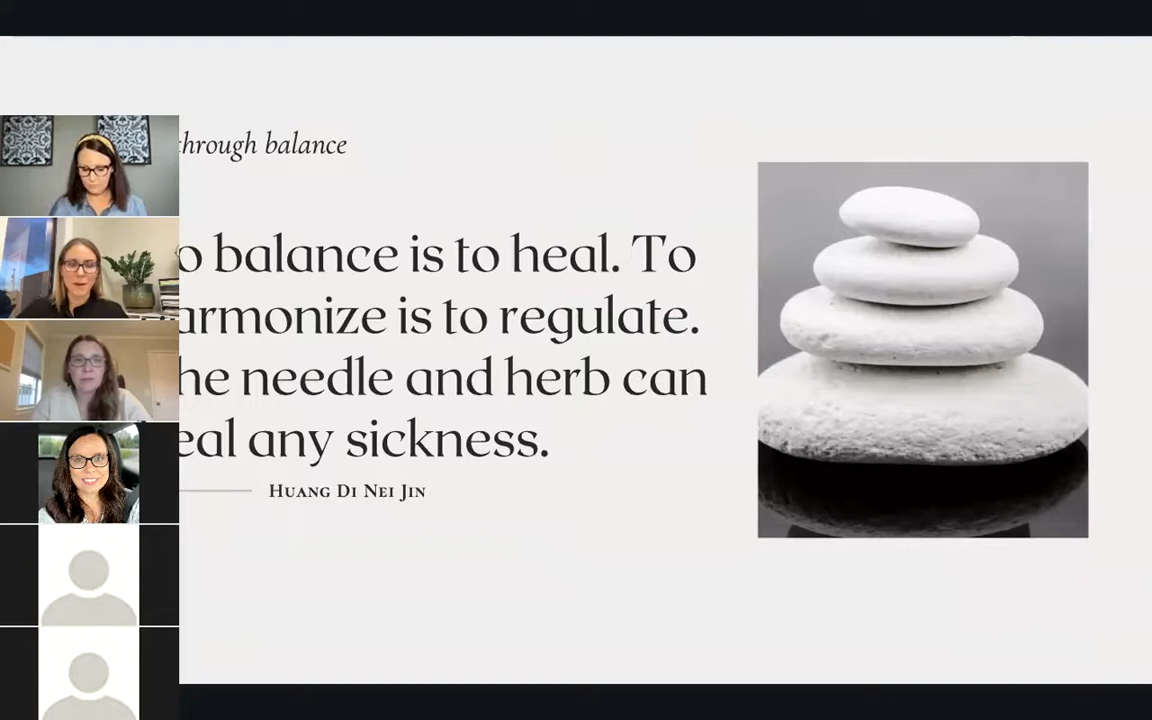 through balance
o balance is to heal. To
armonize is to regulate.
he needle and herb can
eal any sickness.
Huang Di Nei Jin